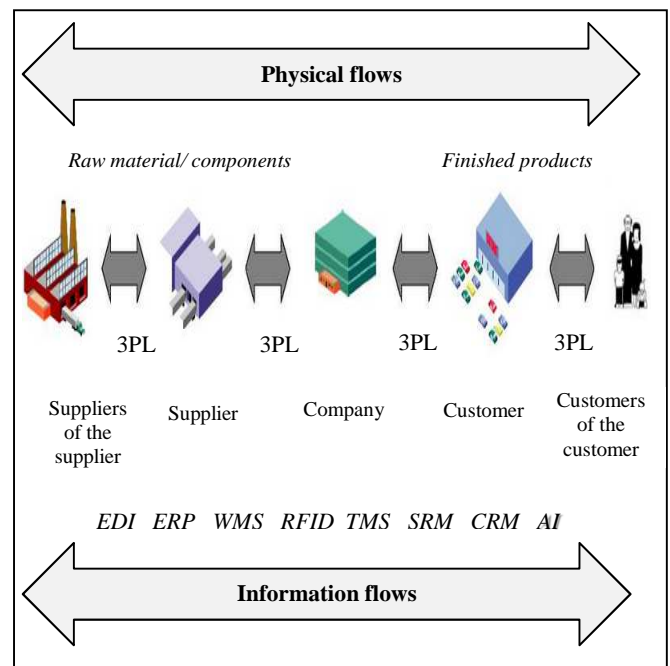 Physical flows
Raw material/ components Finished products
3PL 3PL 3PL 3PL
Suppliers of the supplier
Supplier
Company
Customer
Customers of the customer
EDI ERP WMS RFID TMS SRM CRM AI
Information flows